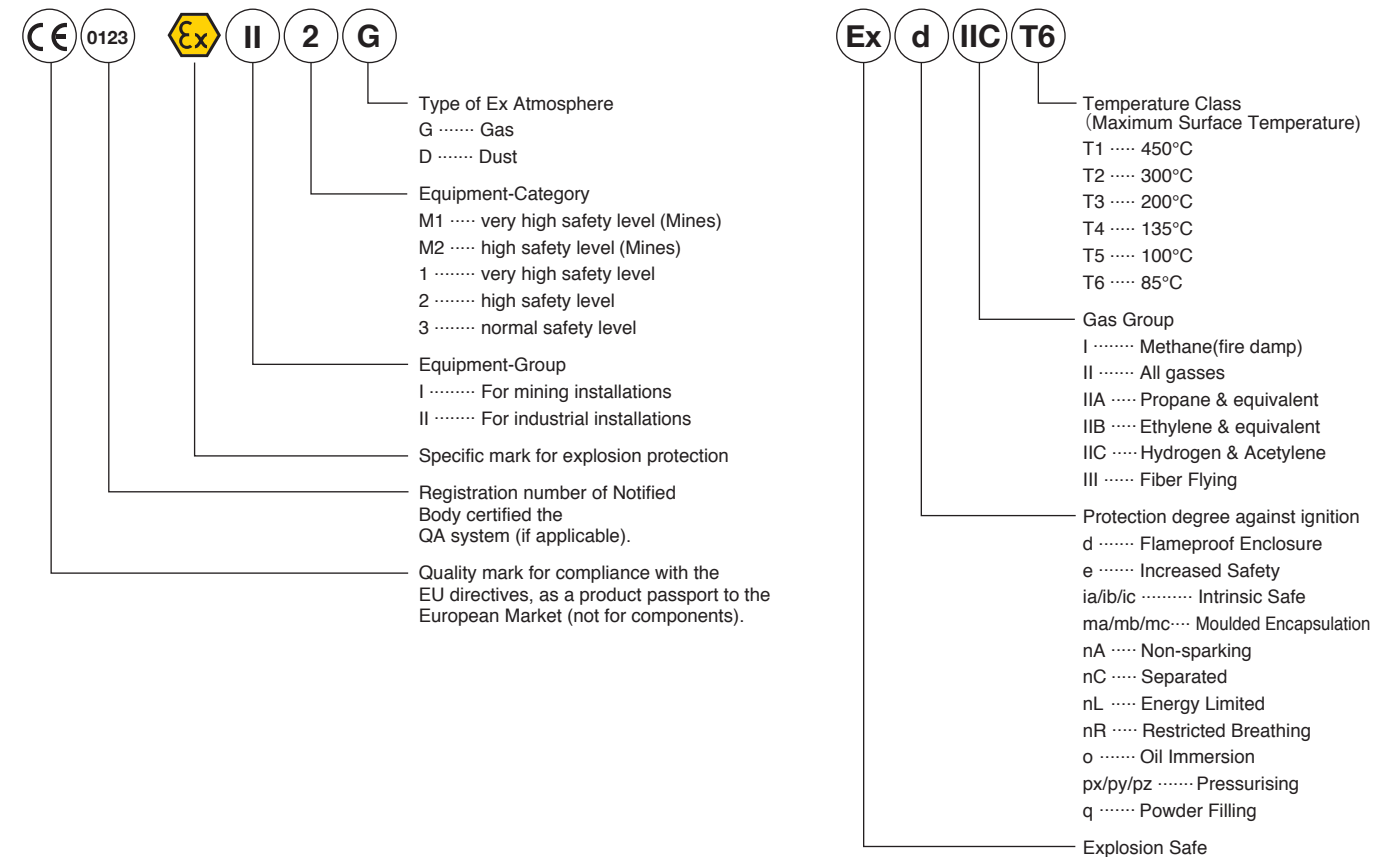 CE 0123 Ex II 2 G
Type of Ex Atmosphere
G ······· Gas
D ······· Dust
Equipment-Category
M1 ····· very high safety level (Mines)
M2 ····· high safety level (Mines)
1 ········ very high safety level
2 ········ high safety level
3 ········ normal safety level
Equipment-Group
I ········· For mining installations
II ········ For industrial installations
Specific mark for explosion protection
Registration number of Notified
Body certified the
QA system (if applicable).
Quality mark for compliance with the
EU directives, as a product passport to the
European Market (not for components).
Ex d IIC T6
Temperature Class
（Maximum Surface Temperature)
T1 ····· 450°C
T2 ····· 300°C
T3 ····· 200°C
T4 ····· 135°C
T5 ····· 100°C
T6 ····· 85°C
Gas Group
I ········ Methane(fire damp)
II ······· All gasses
IIA ····· Propane & equivalent
IIB ····· Ethylene & equivalent
IIC ····· Hydrogen & Acetylene
III ······ Fiber Flying
Protection degree against ignition
d ······· Flameproof Enclosure
e ······· Increased Safety
ia/ib/ic ·········· Intrinsic Safe
ma/mb/mc···· Moulded Encapsulation
nA ····· Non-sparking
nC ····· Separated
nL ····· Energy Limited
nR ····· Restricted Breathing
o ······· Oil Immersion
px/py/pz ······· Pressurising
q ······· Powder Filling
Explosion Safe